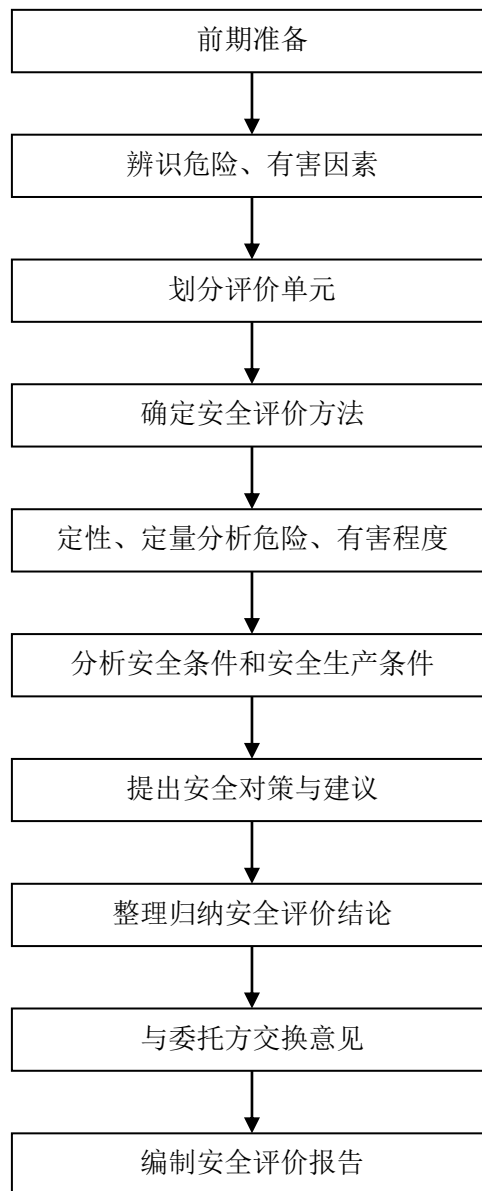 前期准备
辨识危险、有害因素
划分评价单元
确定安全评价方法
定性、定量分析危险、有害程度
分析安全条件和安全生产条件
提出安全对策与建议
整理归纳安全评价结论
与委托方交换意见
编制安全评价报告